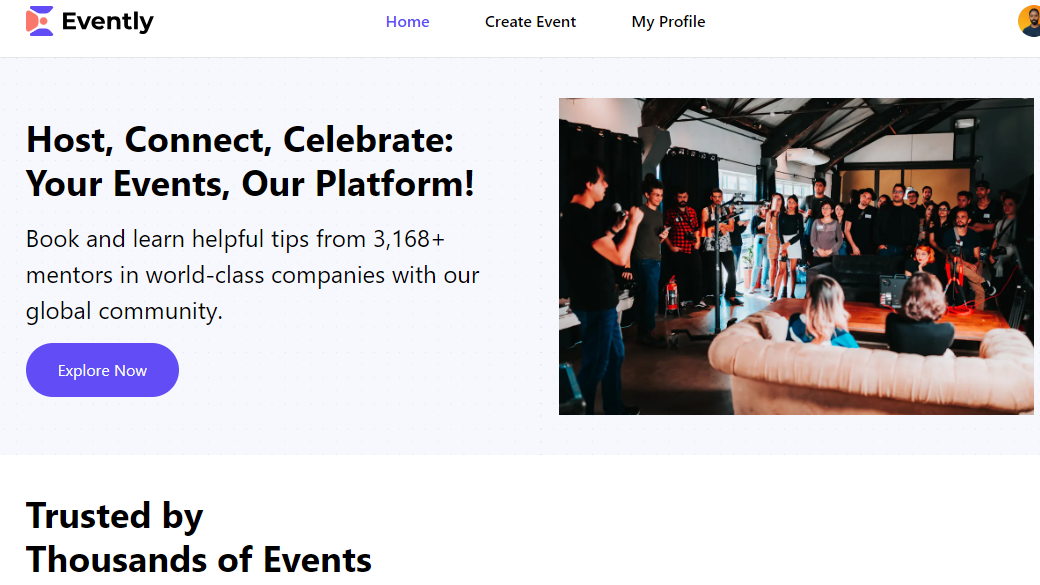 Evently
Home
Create Event
My Profile
Host, Connect, Celebrate:
Your Events, Our Platform!
Book and learn helpful tips from 3,168+
mentors in world-class companies with our
global community.
Explore Now
Trusted by
Thousands of Events